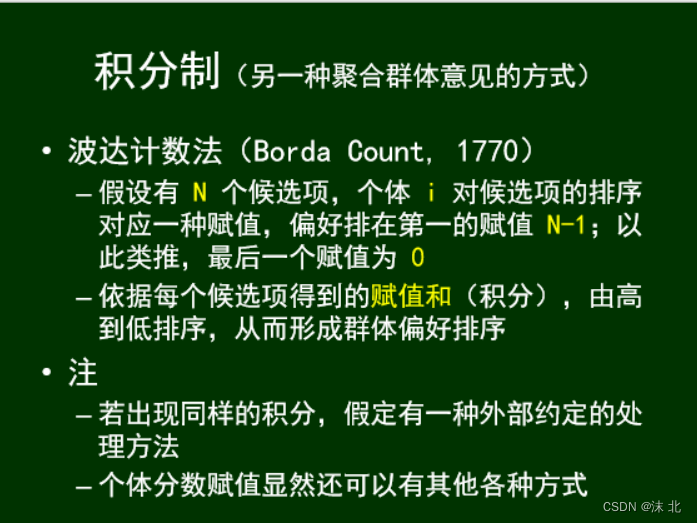 积分制（另一种聚合群体意见的方式）
• 波达计数法（Borda Count, 1770）
– 假设有 N 个候选项，个体 i 对候选项的排序
对应一种赋值，偏好排在第一的赋值 N-1；以
此类推，最后一个赋值为 0
– 依据每个候选项得到的赋值和（积分），由高
到低排序，从而形成群体偏好排序
• 注
– 若出现同样的积分，假定有一种外部约定的处
理方法
– 个体分数赋值显然还可以有其他各种方式
CSDN @沫 北